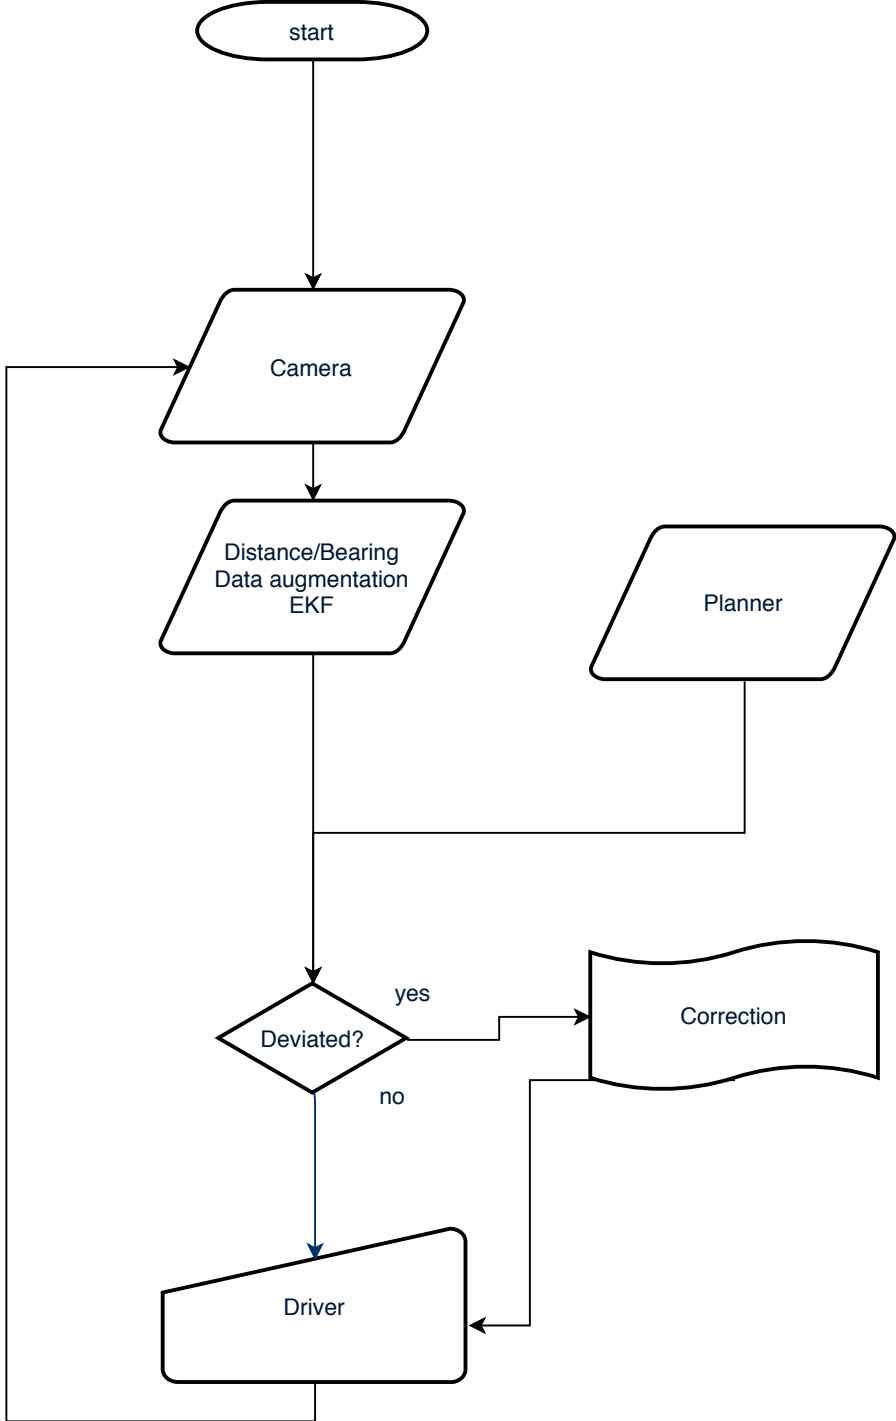 start
Camera
Distance/Bearing
Data augmentation
EKF
Planner
yes
Deviated?
Correction
no
Driver